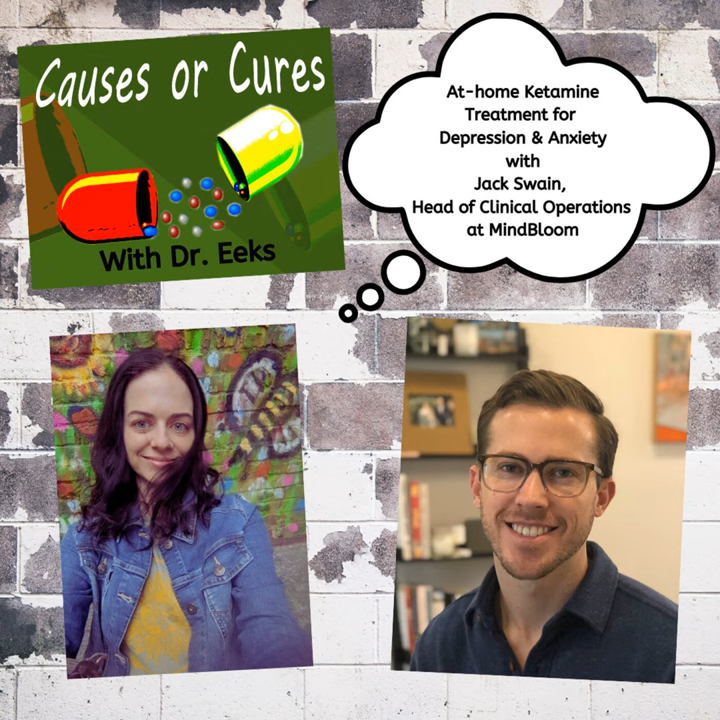 Causes or Cures
With Dr. Eeks
At-home Ketamine
Treatment for
Depression & Anxiety
with
Jack Swain,
Head of Clinical Operations
at MindBloom